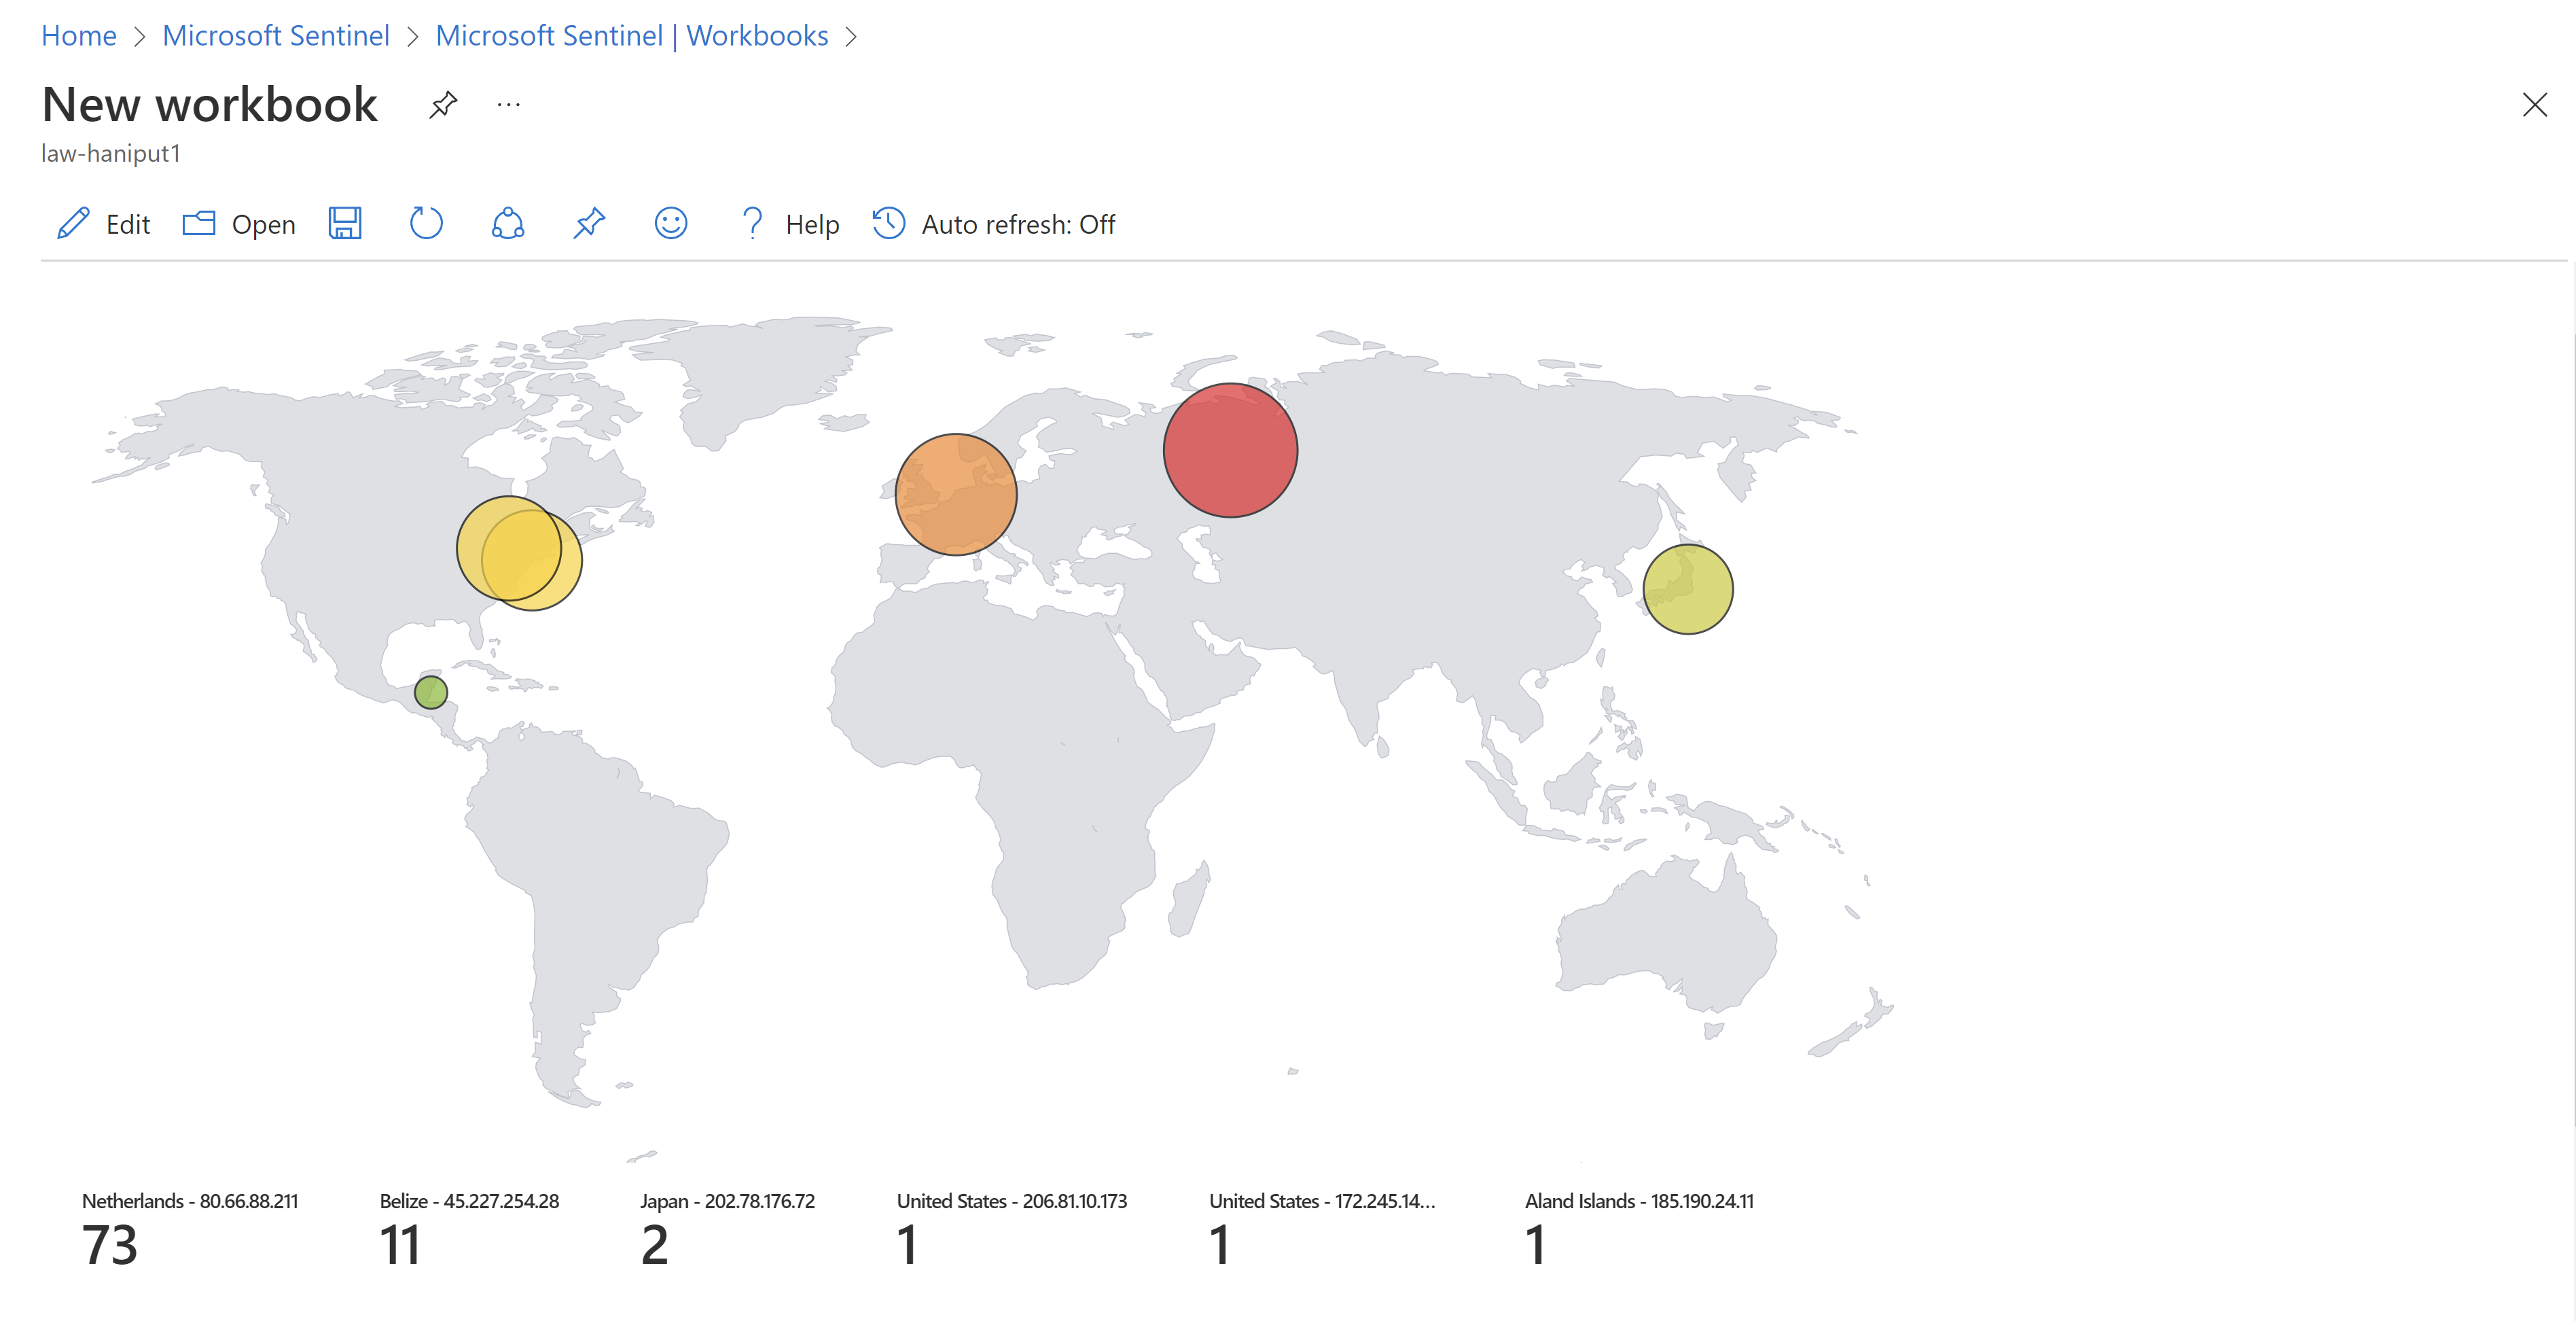 Home > Microsoft Sentinel > Microsoft Sentinel | Workbooks >
New workbook ...
law-haniput1
Edit Open Help Auto refresh: Off
Netherlands - 80.66.88.211 Belize - 45.227.254.28 Japan - 202.78.176.72 United States - 206.81.10.173 United States - 172.245.14... Aland Islands - 185.190.24.11
73 11 2 1 1 1